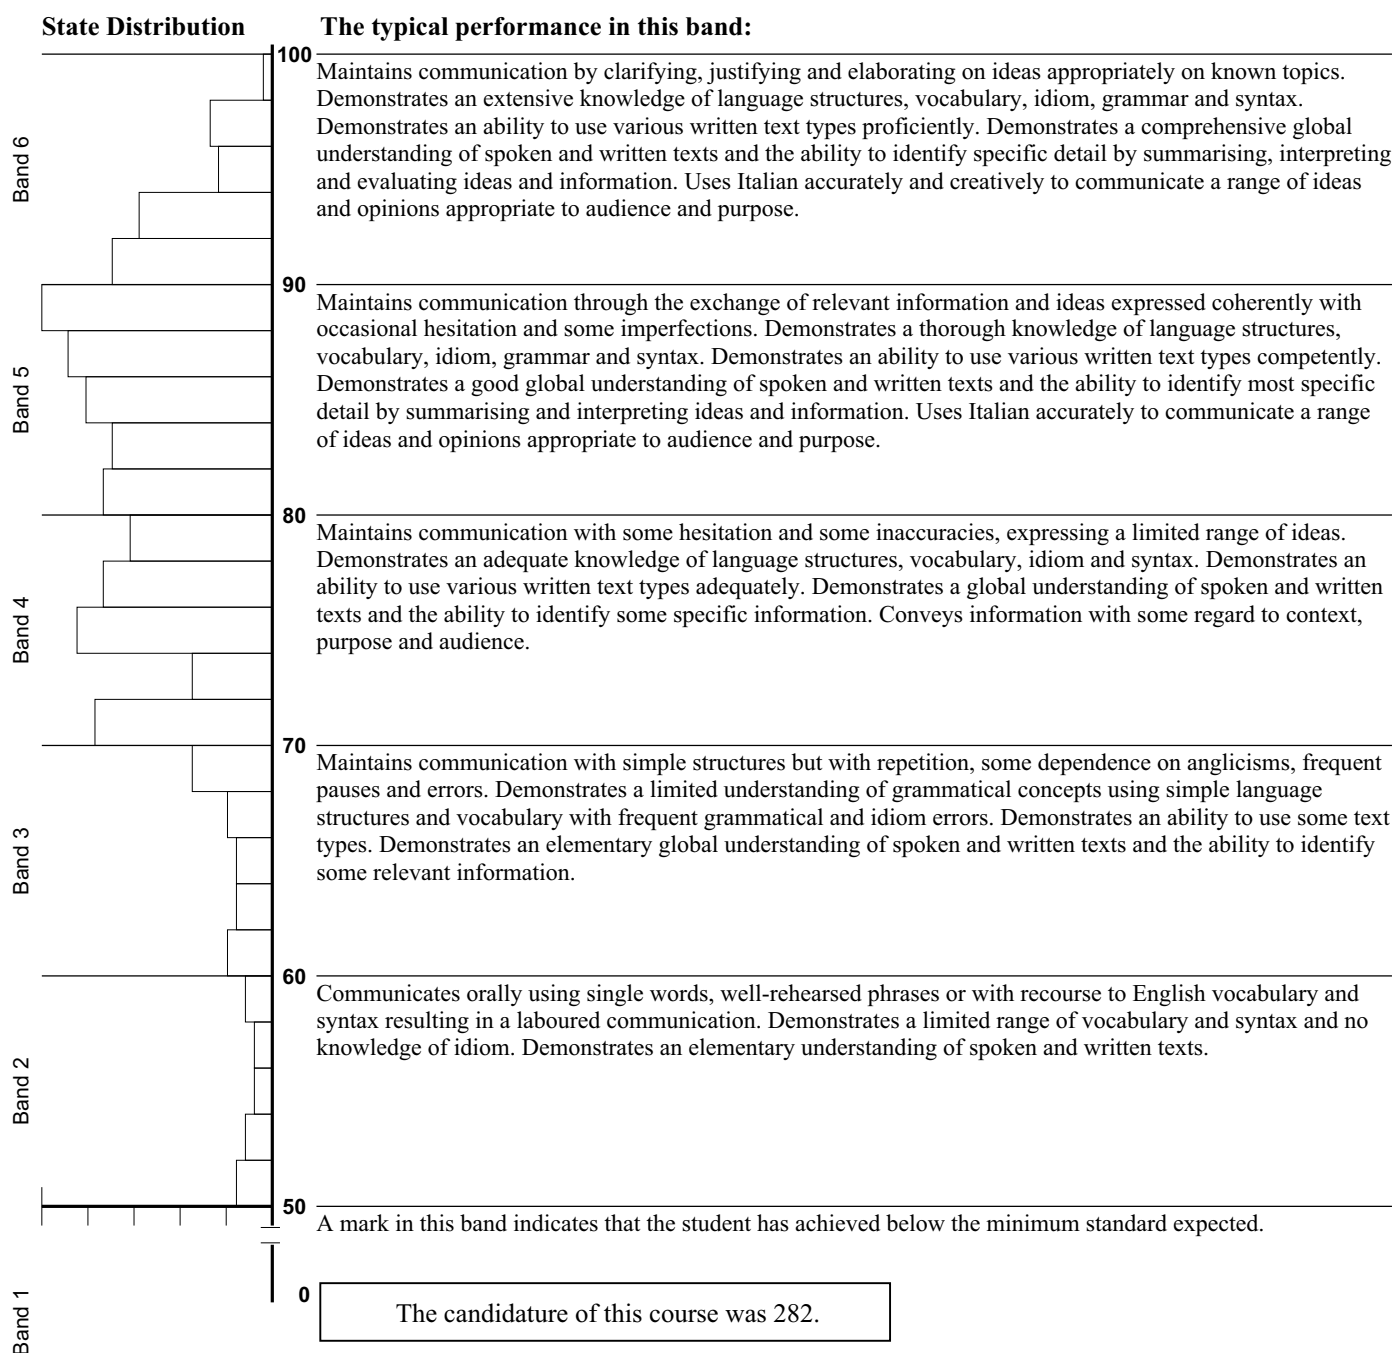 State Distribution
The typical performance in this band:
100
Maintains communication by clarifying, justifying and elaborating on ideas appropriately on known topics.
Demonstrates an extensive knowledge of language structures, vocabulary, idiom, grammar and syntax.
Demonstrates an ability to use various written text types proficiently. Demonstrates a comprehensive global
understanding of spoken and written texts and the ability to identify specific detail by summarising, interpreting
and evaluating ideas and information. Uses Italian accurately and creatively to communicate a range of ideas
and opinions appropriate to audience and purpose.
Band 6
90
Maintains communication through the exchange of relevant information and ideas expressed coherently with
occasional hesitation and some imperfections. Demonstrates a thorough knowledge of language structures,
vocabulary, idiom, grammar and syntax. Demonstrates an ability to use various written text types competently.
Demonstrates a good global understanding of spoken and written texts and the ability to identify most specific
detail by summarising and interpreting ideas and information. Uses Italian accurately to communicate a range
of ideas and opinions appropriate to audience and purpose.
Band 5
80
Maintains communication with some hesitation and some inaccuracies, expressing a limited range of ideas.
Demonstrates an adequate knowledge of language structures, vocabulary, idiom and syntax. Demonstrates an
ability to use various written text types adequately. Demonstrates a global understanding of spoken and written
texts and the ability to identify some specific information. Conveys information with some regard to context,
purpose and audience.
Band 4
70
Maintains communication with simple structures but with repetition, some dependence on anglicisms, frequent
pauses and errors. Demonstrates a limited understanding of grammatical concepts using simple language
structures and vocabulary with frequent grammatical and idiom errors. Demonstrates an ability to use some text
types. Demonstrates an elementary global understanding of spoken and written texts and the ability to identify
some relevant information.
Band 3
60
Communicates orally using single words, well-rehearsed phrases or with recourse to English vocabulary and
syntax resulting in a laboured communication. Demonstrates a limited range of vocabulary and syntax and no
knowledge of idiom. Demonstrates an elementary understanding of spoken and written texts.
Band 2
50
A mark in this band indicates that the student has achieved below the minimum standard expected.
0
Band 1
The candidature of this course was 282.